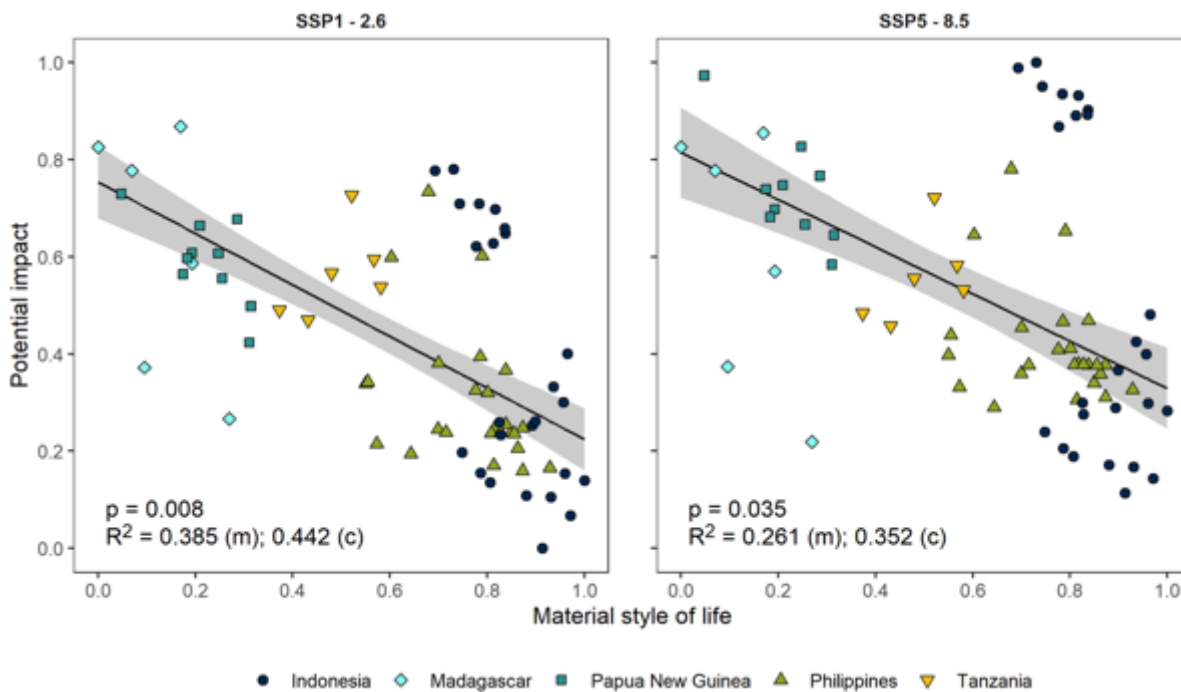 SSP1 - 2.6
SSP5 - 8.5
Potential impact
1.0
0.8
0.6
0.4
0.2
0.0
p = 0.008
R² = 0.385 (m); 0.442 (c)
p = 0.035
R² = 0.261 (m); 0.352 (c)
0.0 0.2 0.4 0.6 0.8 1.0
0.0 0.2 0.4 0.6 0.8 1.0
Material style of life
Indonesia Madagascar Papua New Guinea Philippines Tanzania